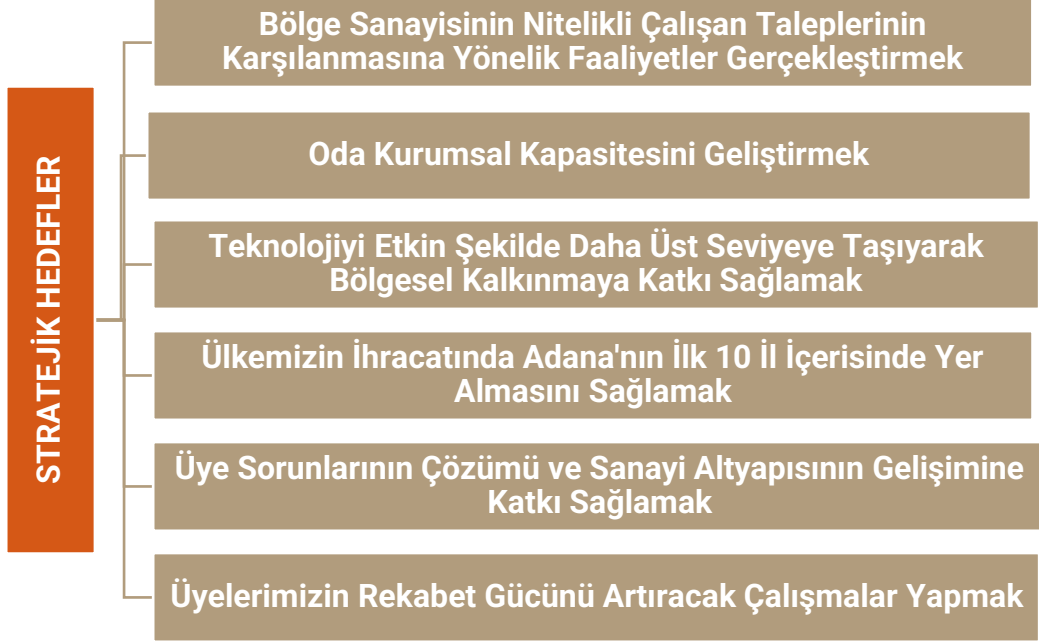 STRATEJİK HEDEFLER
Bölge Sanayisinin Nitelikli Çalışan Taleplerinin
Karşılanmasına Yönelik Faaliyetler Gerçekleştirmek
Oda Kurumsal Kapasitesini Geliştirmek
Teknolojiyi Etkin Şekilde Daha Üst Seviyeye Taşıyarak
Bölgesel Kalkınmaya Katkı Sağlamak
Ülkemizin İhracatında Adana'nın İlk 10 İl İçerisinde Yer
Almasını Sağlamak
Üye Sorunlarının Çözümü ve Sanayi Altyapısının Gelişimine
Katkı Sağlamak
Üyelerimizin Rekabet Gücünü Artıracak Çalışmalar Yapmak